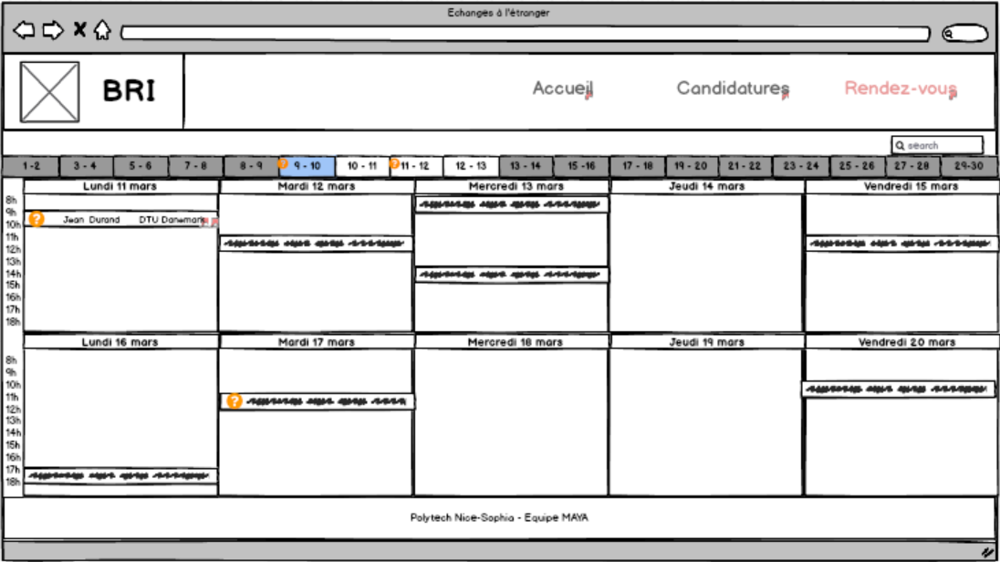 Echanges à l'étranger
BRI
Accueil Candidatures Rendez-vous
search
1-2 3 - 4 5 - 6 7 - 8 8 - 9 9 - 10 10 - 11 11 - 12 12 - 13 13 - 14 15 -16 17 - 18 19 - 20 21 - 22 23 - 24 25 - 26 27 - 28 29-30
Lundi 11 mars Mardi 12 mars Mercredi 13 mars Jeudi 14 mars Vendredi 15 mars
8h
9h
? Jean Durand DTU Danemark
10h
11h
12h
13h
14h
15h
16h
17h
18h
Lundi 16 mars Mardi 17 mars Mercredi 18 mars Jeudi 19 mars Vendredi 20 mars
8h
9h
10h
11h
?
12h
13h
14h
15h
16h
17h
18h
Polytech Nice-Sophia - Equipe MAYA